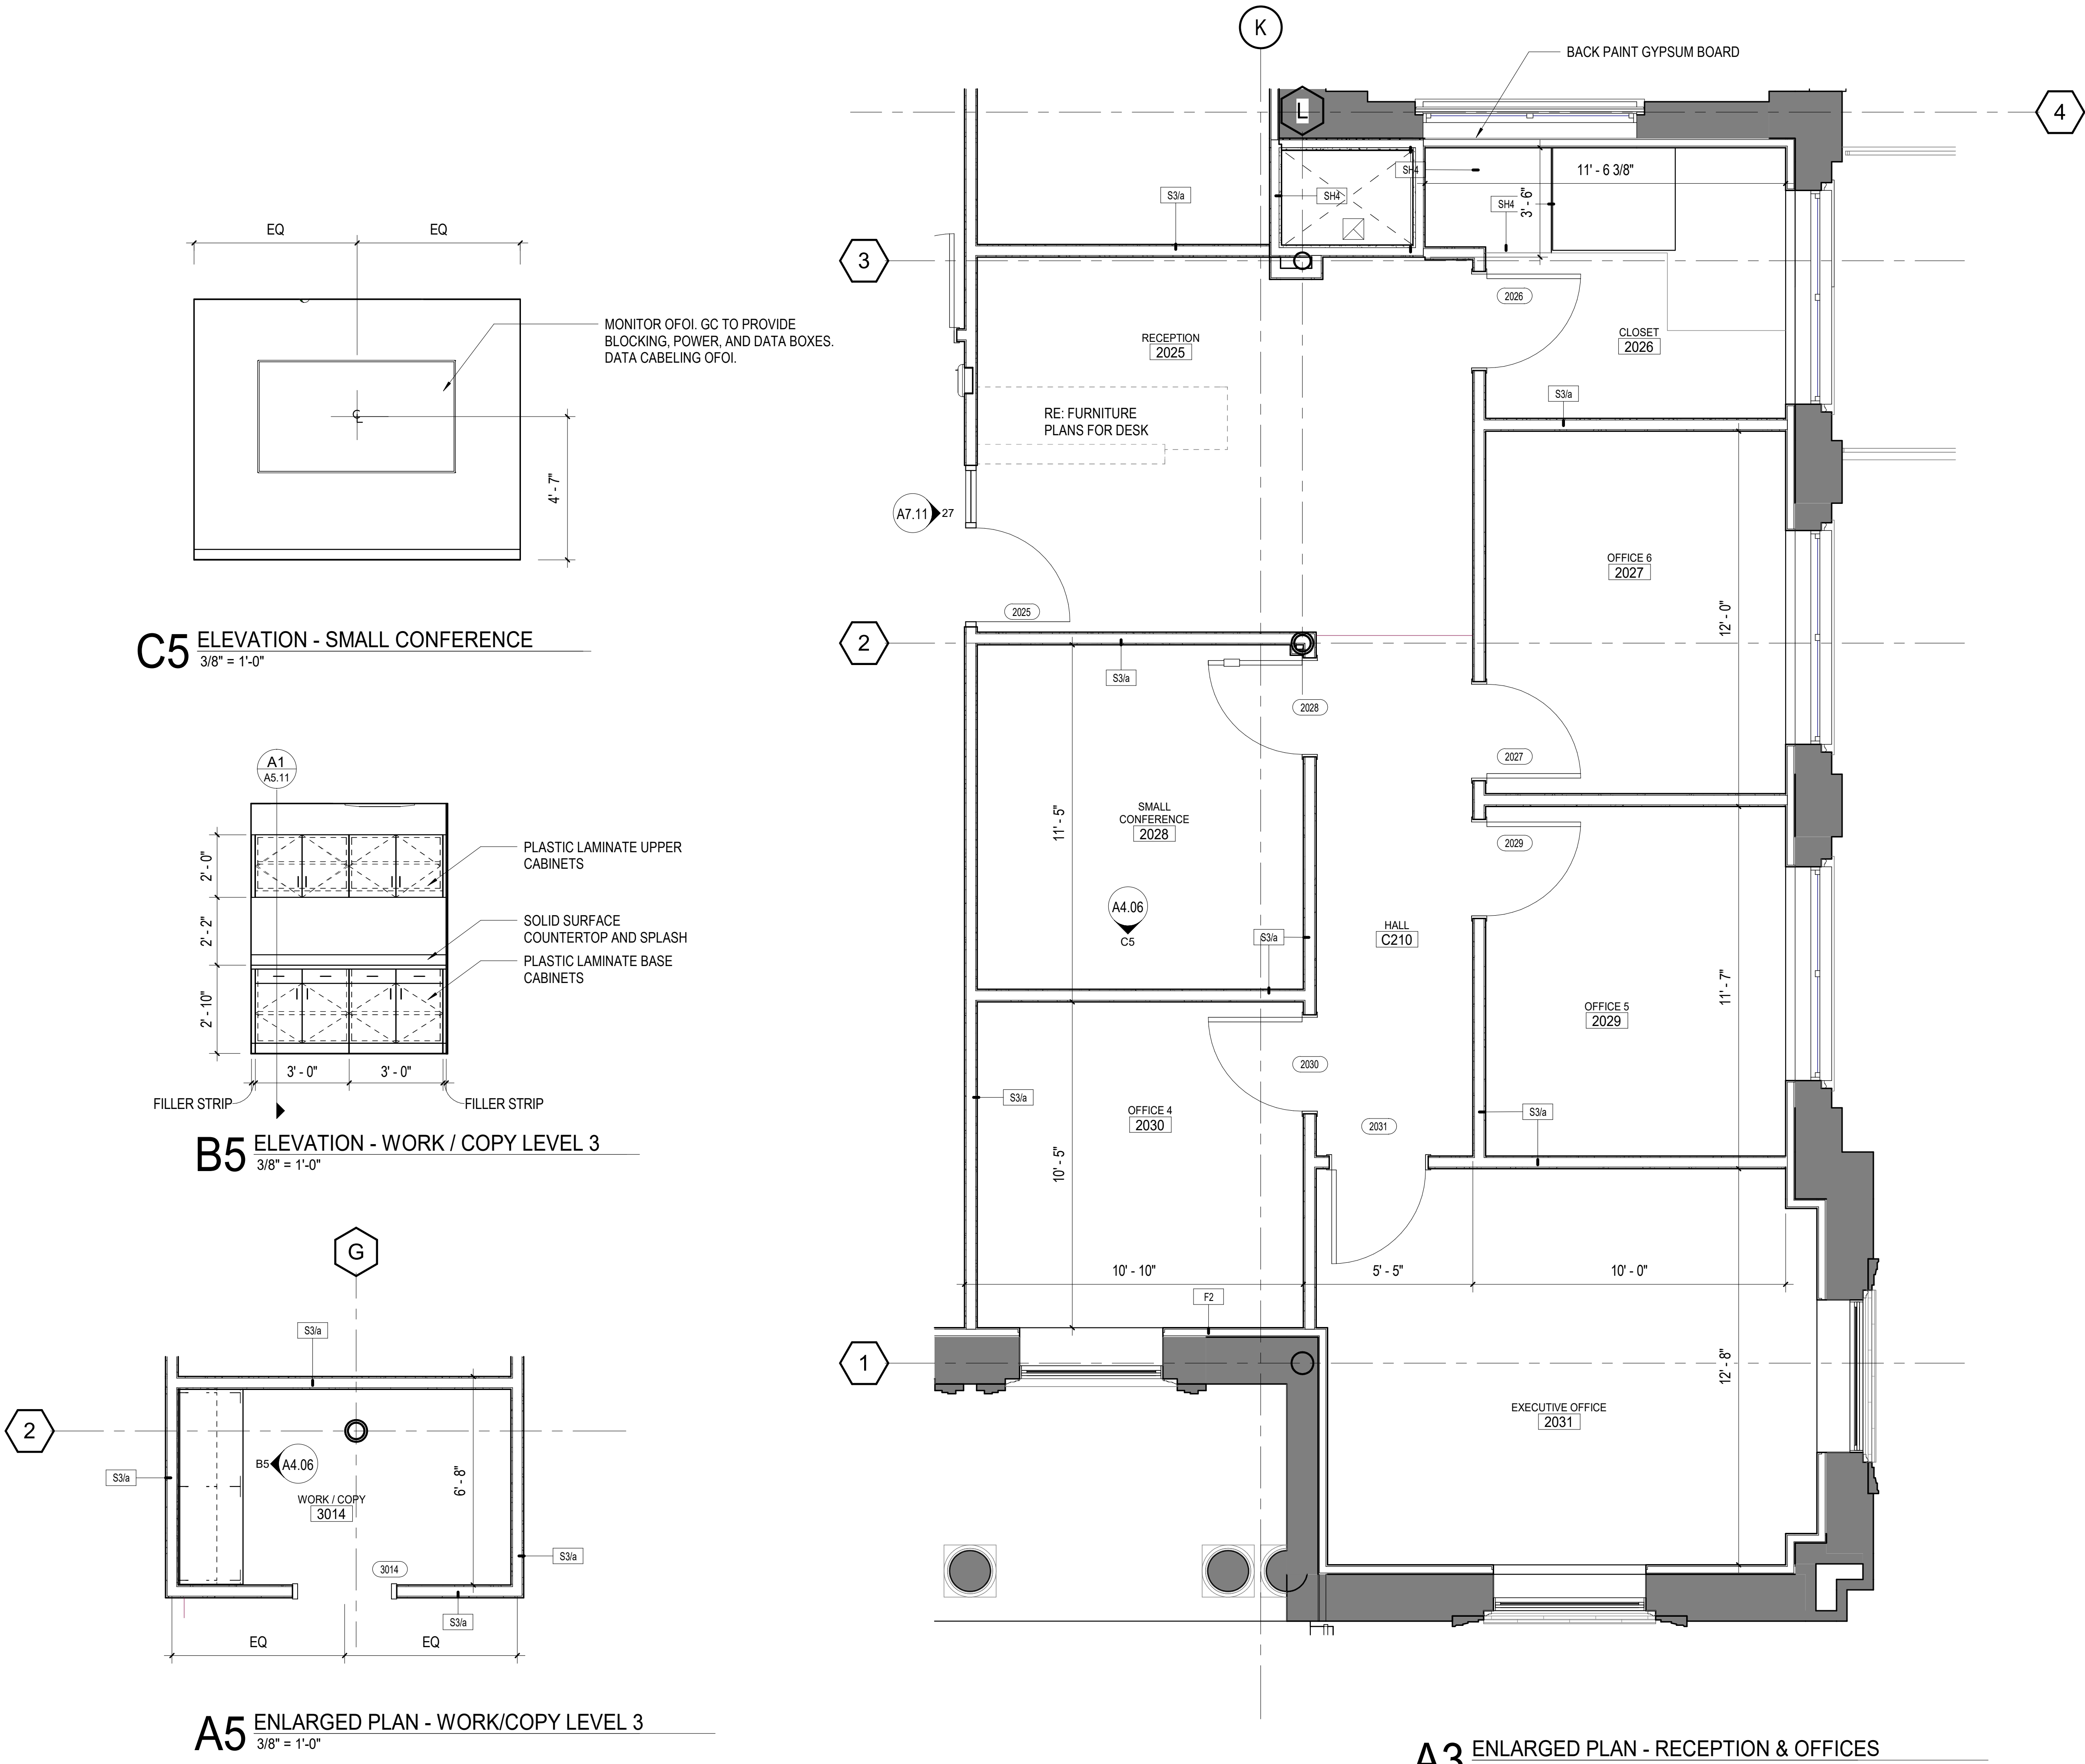 EQ
EQ
MONITOR OFOI. GC TO PROVIDE
BLOCKING, POWER, AND DATA BOXES.
DATA CABELING OFOI.
CL
4' - 7"
C5 ELEVATION - SMALL CONFERENCE
3/8" = 1'-0"
A1
A5.11
2' - 0"
2' - 2"
2' - 10"
PLASTIC LAMINATE UPPER
CABINETS
SOLID SURFACE
COUNTERTOP AND SPLASH
PLASTIC LAMINATE BASE
CABINETS
3' - 0"
3' - 0"
FILLER STRIP
FILLER STRIP
B5 ELEVATION - WORK / COPY LEVEL 3
3/8" = 1'-0"
G
S3/a
2
B5
A4.06
S3/a
6' - 8"
WORK / COPY
3014
S3/a
3014
S3/a
EQ
EQ
A5 ENLARGED PLAN - WORK/COPY LEVEL 3
3/8" = 1'-0"
K
BACK PAINT GYPSUM BOARD
L
4
S3/a
SH4
SH4
SH4
3' - 6"
11' - 6 3/8"
3
2026
RECEPTION
2025
CLOSET
2026
RE: FURNITURE
PLANS FOR DESK
S3/a
A7.11
27
OFFICE 6
2027
2025
12' - 0"
2
S3/a
2028
2027
11' - 5"
SMALL
CONFERENCE
2028
2029
A4.06
C5
S3/a
HALL
C210
11' - 7"
OFFICE 5
2029
2030
S3/a
OFFICE 4
2030
S3/a
2031
10' - 5"
10' - 10"
5' - 5"
10' - 0"
F2
1
12' - 8"
EXECUTIVE OFFICE
2031
A3 ENLARGED PLAN - RECEPTION & OFFICES